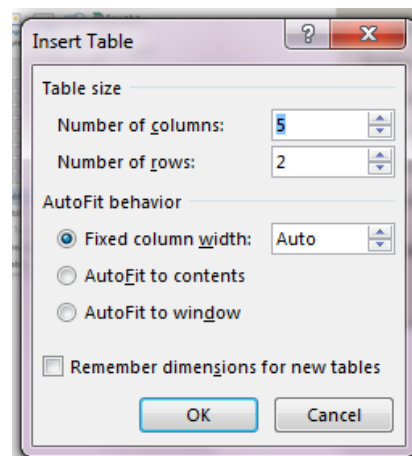 Insert Table
?
X
Table size
Number of columns: 5
Number of rows: 2
AutoFit behavior
Fixed column width: Auto
AutoFit to contents
AutoFit to window
Remember dimensions for new tables
OK Cancel